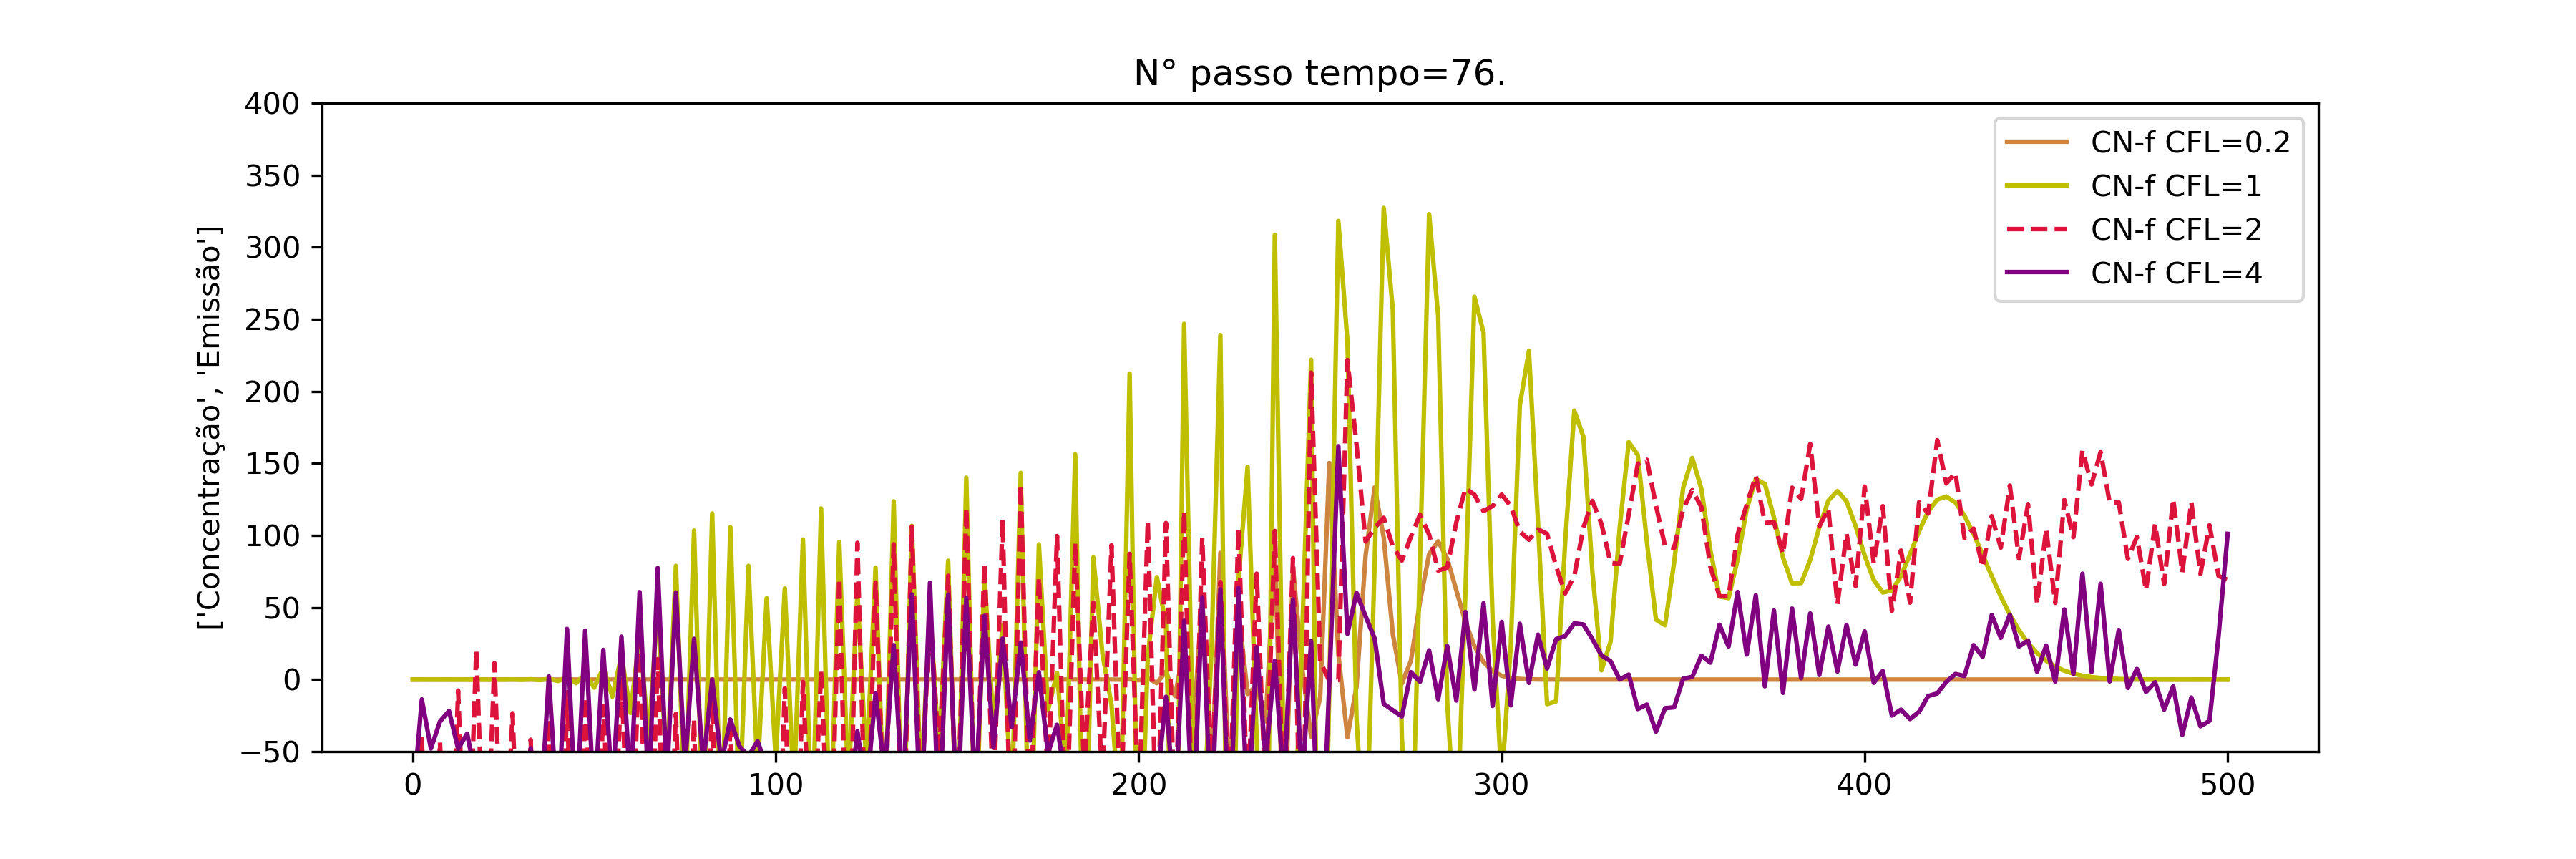 N° passo tempo=76.
['Concentração', 'Emissão']
400
350
300
250
200
150
100
50
0
−50
0 100 200 300 400 500
CN-f CFL=0.2
CN-f CFL=1
CN-f CFL=2
CN-f CFL=4